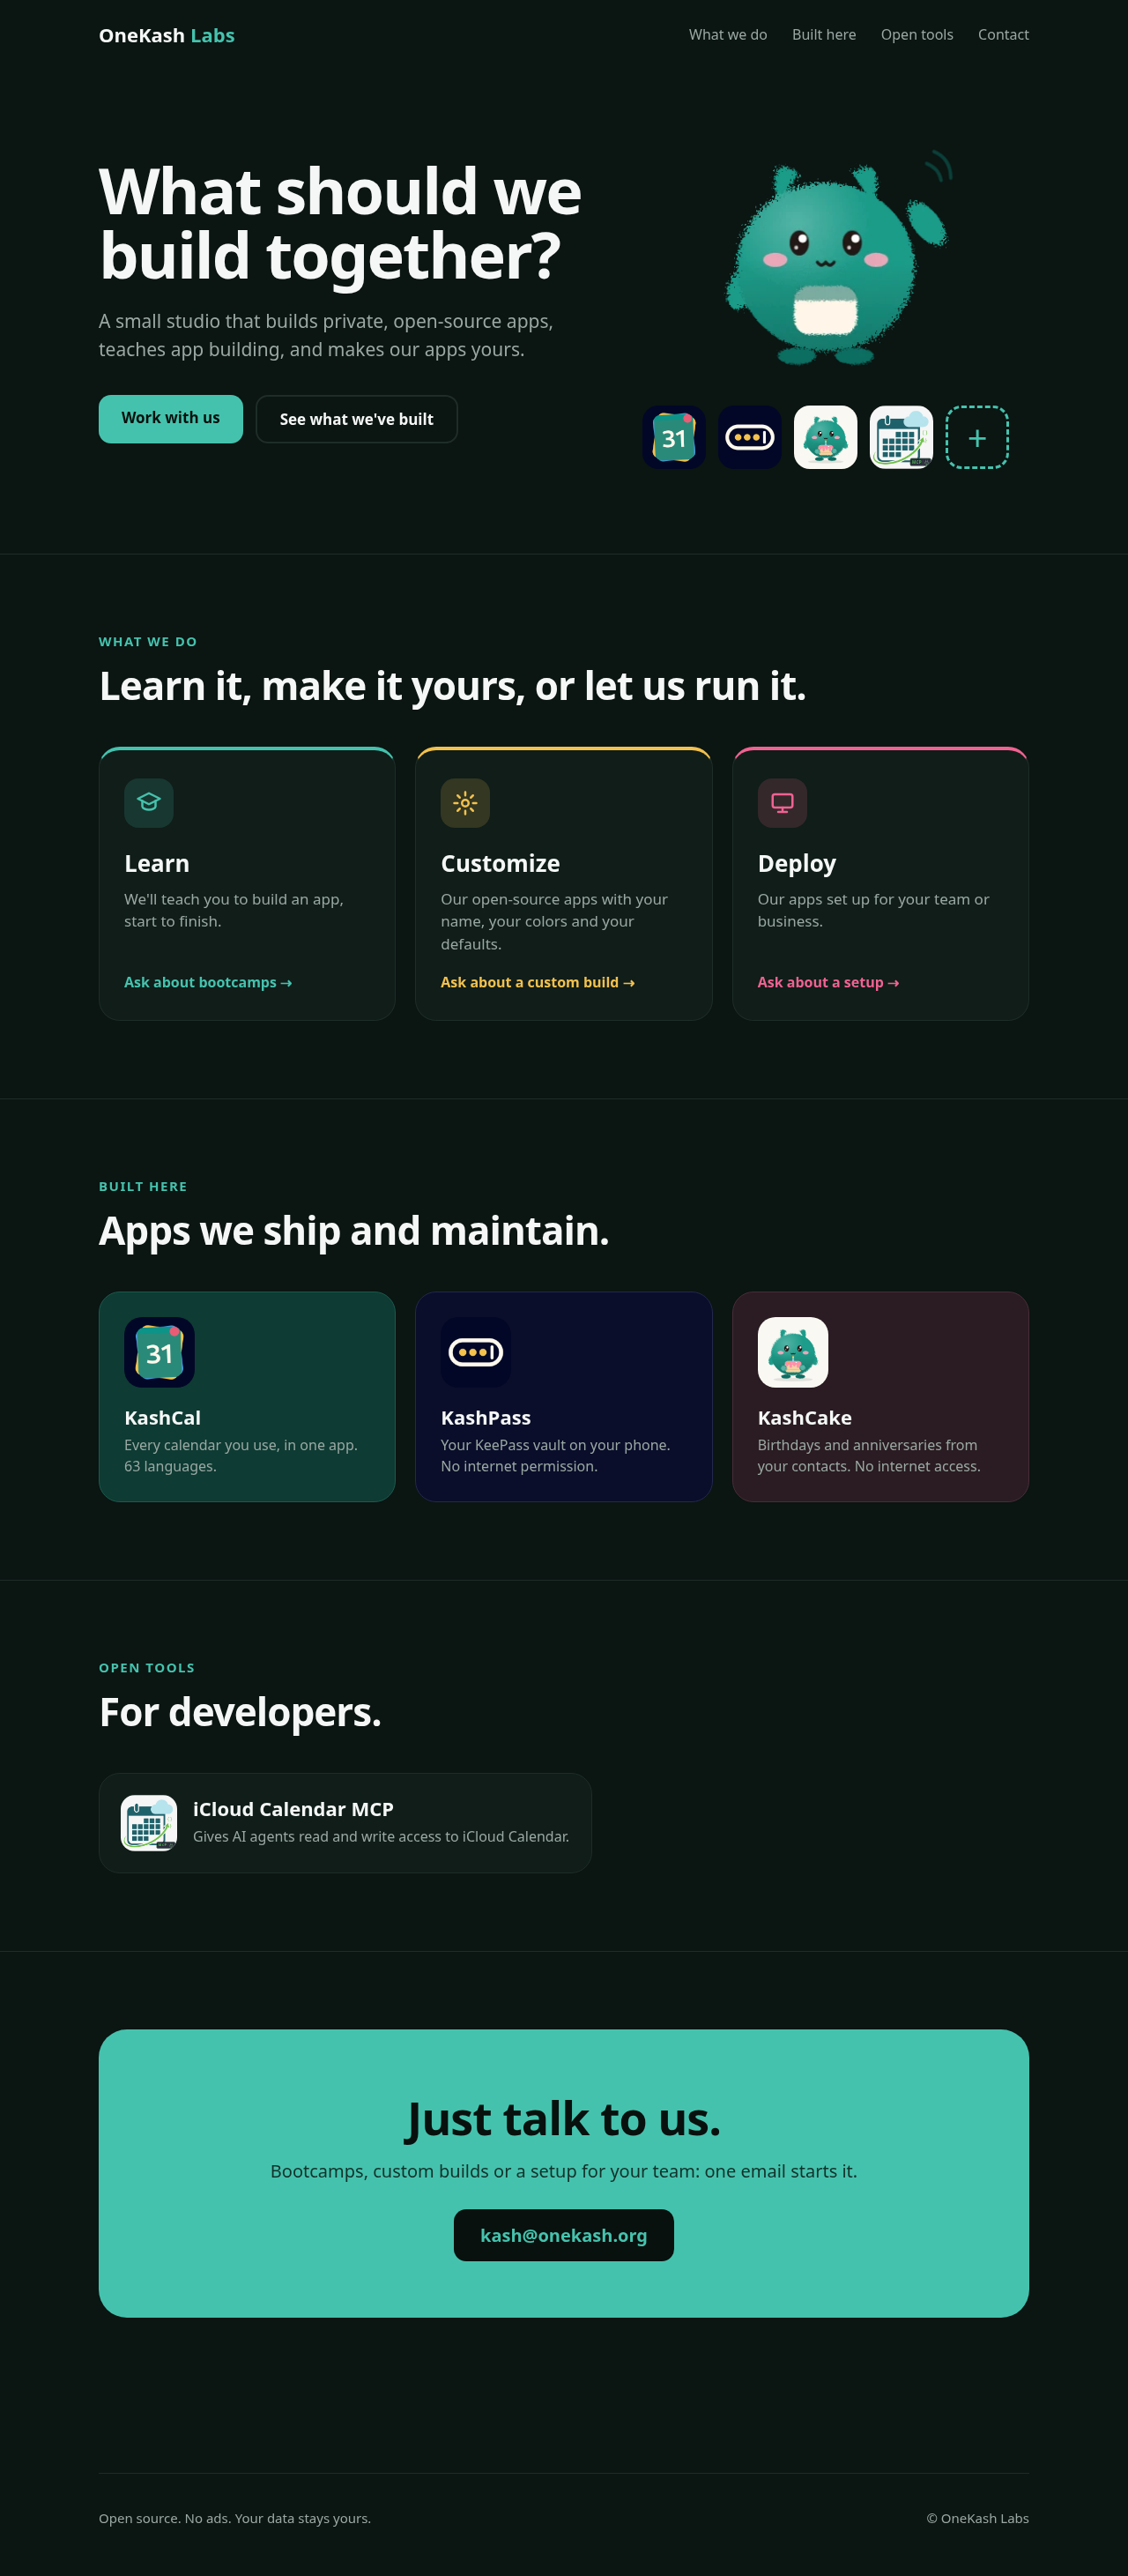 OneKash Labs
What we do
Built here
Open tools
Contact
What should we
build together?
A small studio that builds private, open-source apps,
teaches app building, and makes our apps yours.
Work with us
See what we've built
31
+
WHAT WE DO
Learn it, make it yours, or let us run it.
Learn
We'll teach you to build an app,
start to finish.
Ask about bootcamps →
Customize
Our open-source apps with your
name, your colors and your
defaults.
Ask about a custom build →
Deploy
Our apps set up for your team or
business.
Ask about a setup →
BUILT HERE
Apps we ship and maintain.
31
KashCal
Every calendar you use, in one app.
63 languages.
KashPass
Your KeePass vault on your phone.
No internet permission.
KashCake
Birthdays and anniversaries from
your contacts. No internet access.
OPEN TOOLS
For developers.
iCloud Calendar MCP
Gives AI agents read and write access to iCloud Calendar.
Just talk to us.
Bootcamps, custom builds or a setup for your team: one email starts it.
kash@onekash.org
Open source. No ads. Your data stays yours.
© OneKash Labs